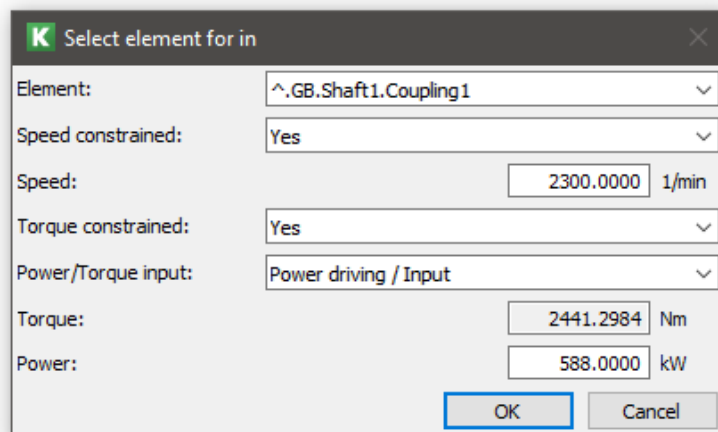 K Select element for in
Element: ^.GB.Shaft1.Coupling1
Speed constrained: Yes
Speed: 2300.0000 1/min
Torque constrained: Yes
Power/Torque input: Power driving / Input
Torque: 2441.2984 Nm
Power: 588.0000 kW
OK Cancel